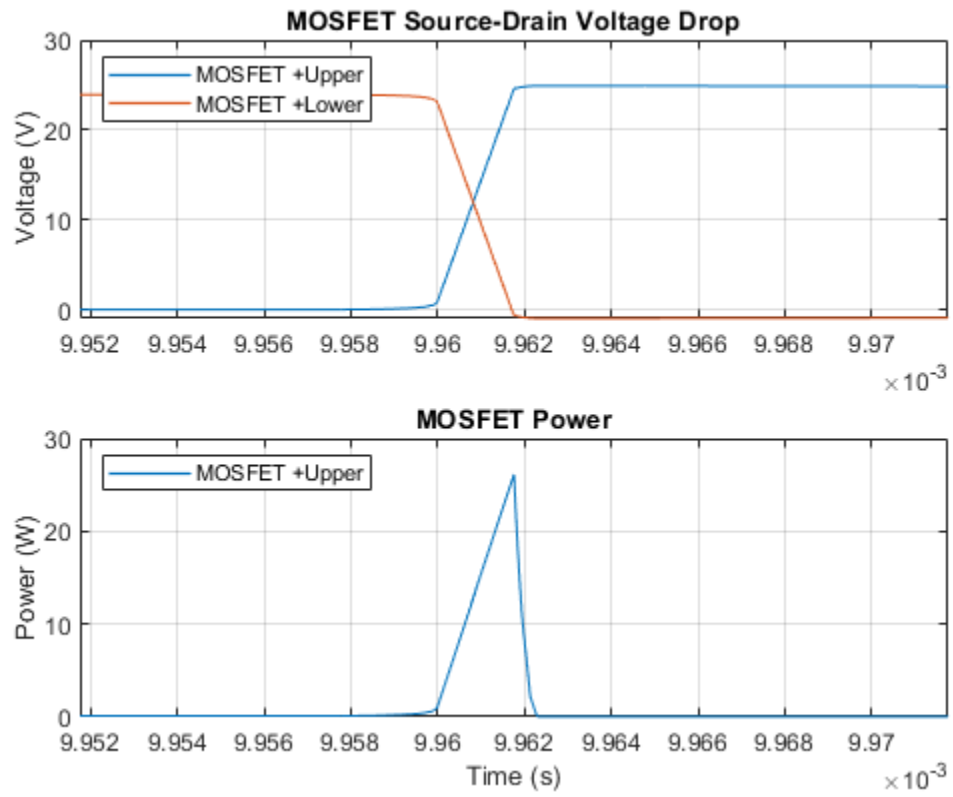 MOSFET Source-Drain Voltage Drop
30
20
10
0
Voltage (V)
MOSFET +Upper
MOSFET +Lower
9.952 9.954 9.956 9.958 9.96 9.962 9.964 9.966 9.968 9.97
×10⁻³
MOSFET Power
30
20
10
0
Power (W)
MOSFET +Upper
9.952 9.954 9.956 9.958 9.96 9.962 9.964 9.966 9.968 9.97
Time (s)
×10⁻³